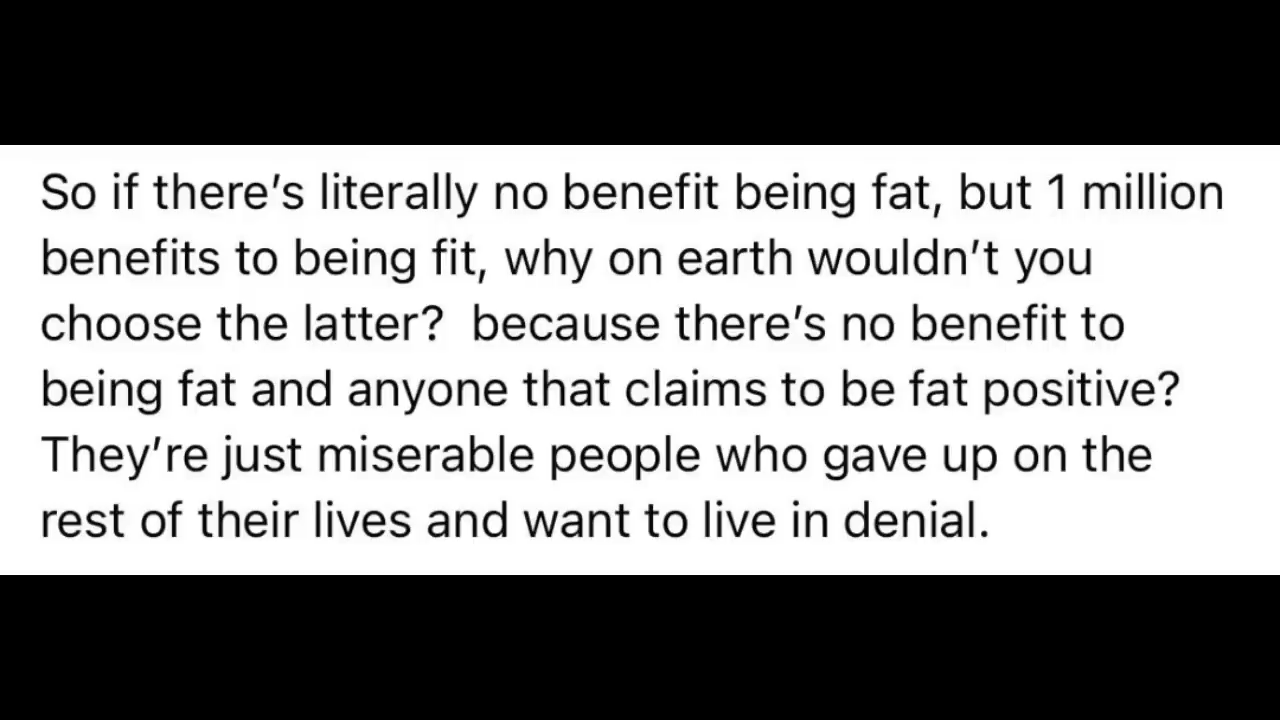 So if there’s literally no benefit being fat, but 1 million
benefits to being fit, why on earth wouldn’t you
choose the latter?  because there’s no benefit to
being fat and anyone that claims to be fat positive?
They’re just miserable people who gave up on the
rest of their lives and want to live in denial.